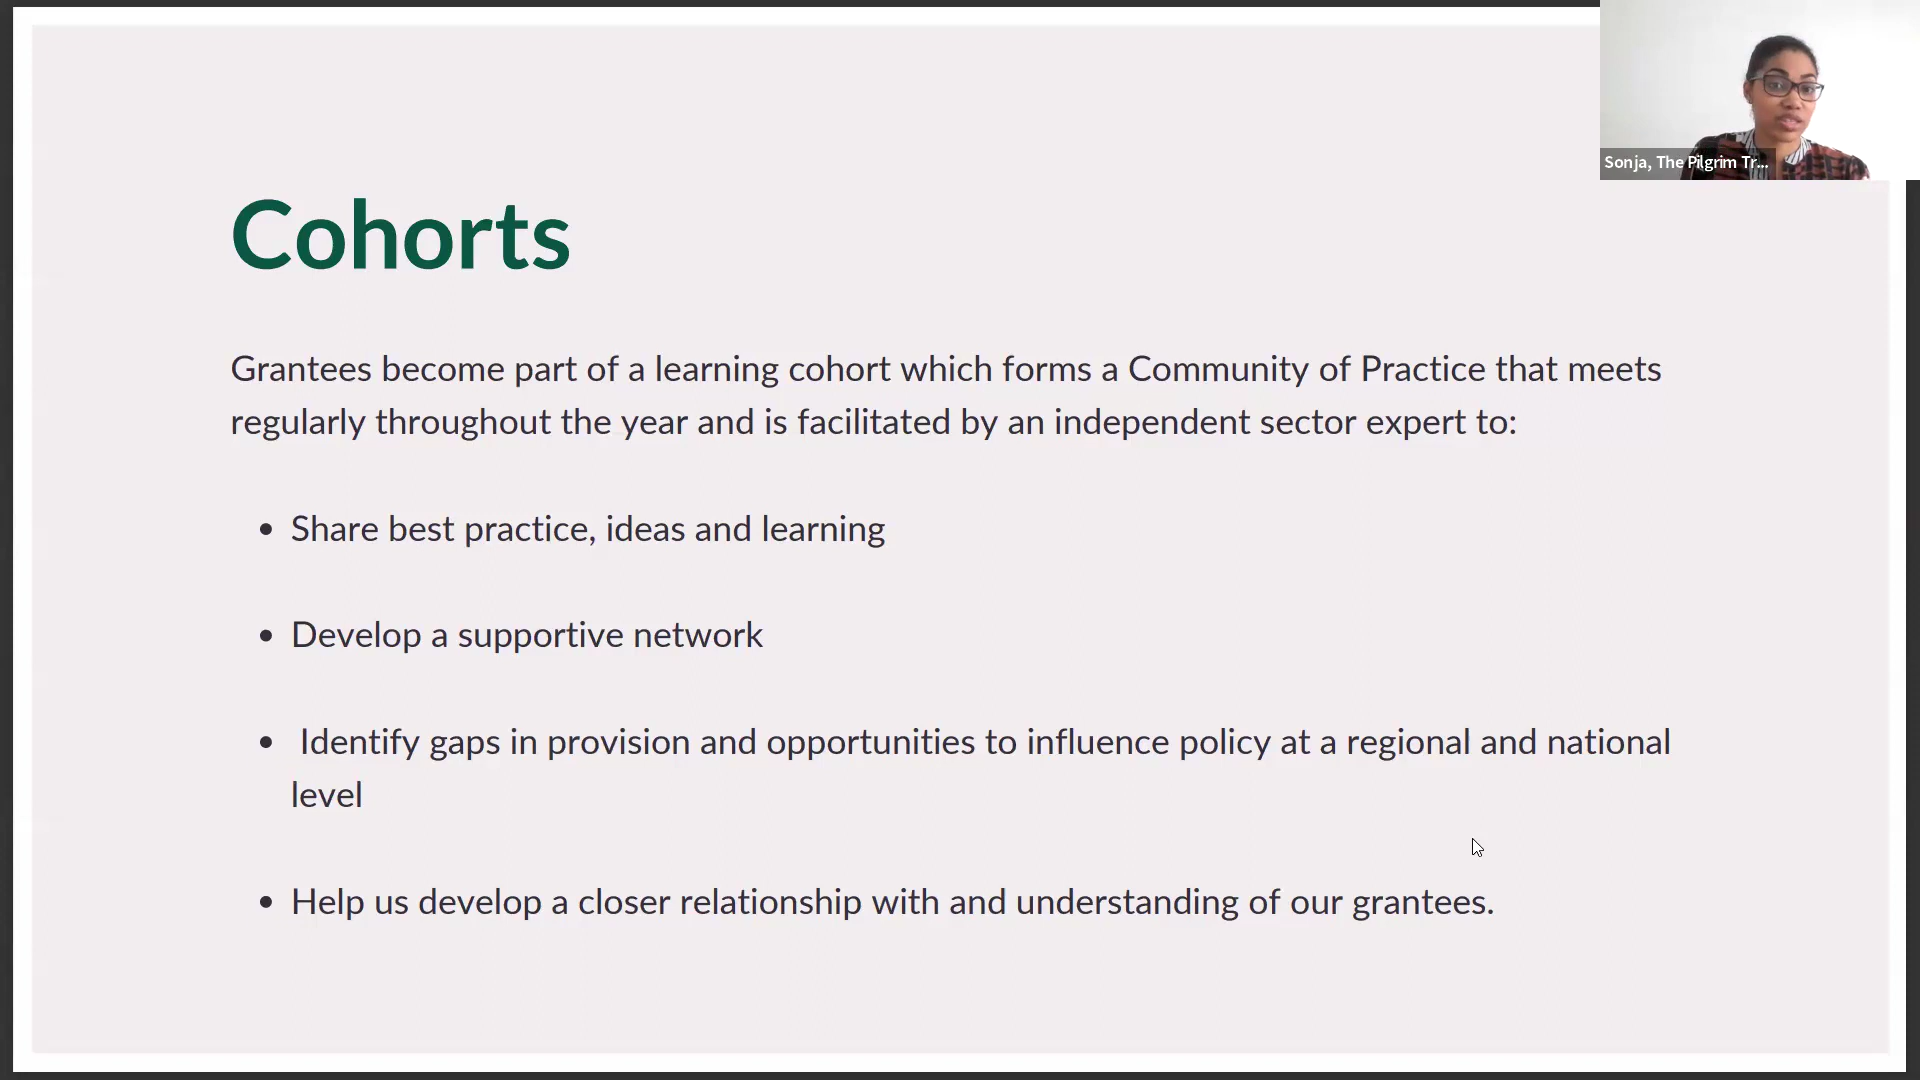 Sonja, The Pilgrim Tr...
Cohorts
Grantees become part of a learning cohort which forms a Community of Practice that meets
regularly throughout the year and is facilitated by an independent sector expert to:
• Share best practice, ideas and learning
• Develop a supportive network
• Identify gaps in provision and opportunities to influence policy at a regional and national
level
• Help us develop a closer relationship with and understanding of our grantees.